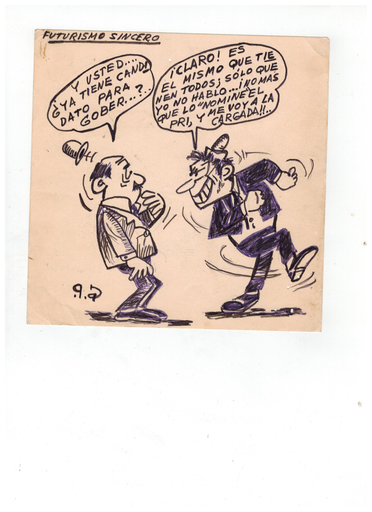 FUTURISMO SINCERO
Y USTED....
¿YA TIENE CANDI
DATO PARA
GOBER...?..
¡CLARO! ES
EL MISMO QUE TIE
NEN TODOS; SÓLO QUE
YO NO HABLO...¡NOMAS
QUE LO "NOMINE" EL
PRI, Y ME VOY A LA
CARGADA!!..